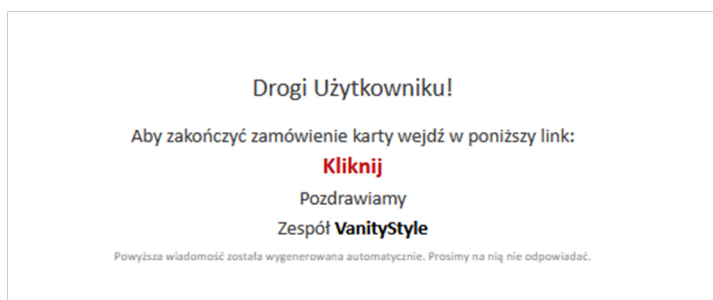 Drogi Użytkowniku!
Aby zakończyć zamówienie karty wejdź w poniższy link:
Kliknij
Pozdrawiamy
Zespół VanityStyle
Powyższa wiadomość została wygenerowana automatycznie. Prosimy na nią nie odpowiadać.